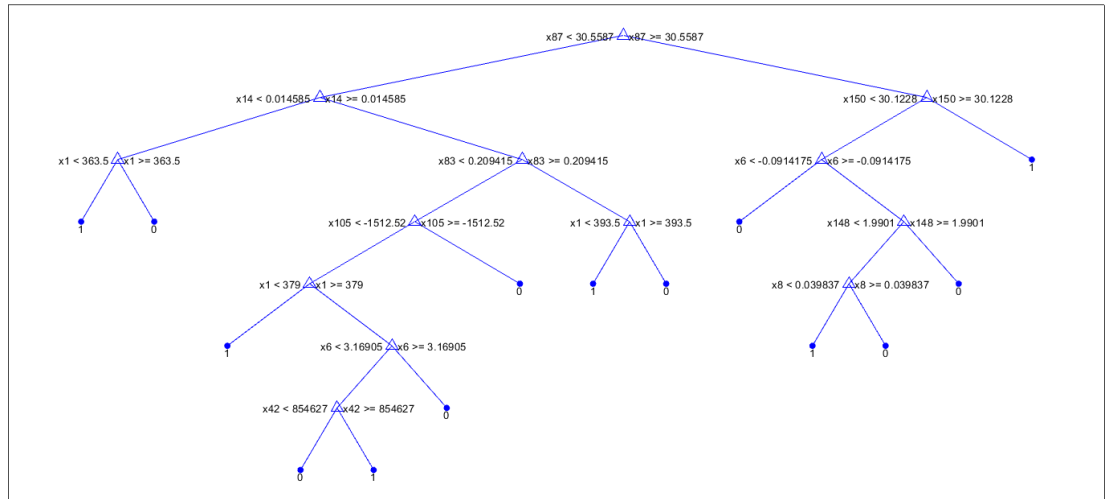 x87 < 30.5587 x87 >= 30.5587
x14 < 0.014585 x14 >= 0.014585
x150 < 30.1228 x150 >= 30.1228
x1 < 363.5 x1 >= 363.5
x83 < 0.209415 x83 >= 0.209415
x6 < -0.0914175 x6 >= -0.0914175
1
1
0
x105 < -1512.52 x105 >= -1512.52
x1 < 393.5 x1 >= 393.5
0
x148 < 1.9901 x148 >= 1.9901
x1 < 379 x1 >= 379
0
1
0
x8 < 0.039837 x8 >= 0.039837
0
1
x6 < 3.16905 x6 >= 3.16905
1
0
x42 < 854627 x42 >= 854627
0
0
1